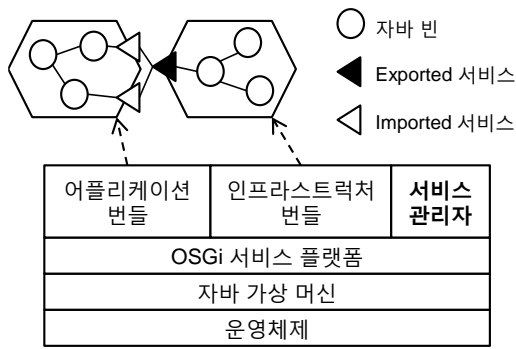 자바 빈
Exported 서비스
Imported 서비스
어플리케이션
번들
인프라스트럭처
번들
서비스
관리자
OSGi 서비스 플랫폼
자바 가상 머신
운영체제